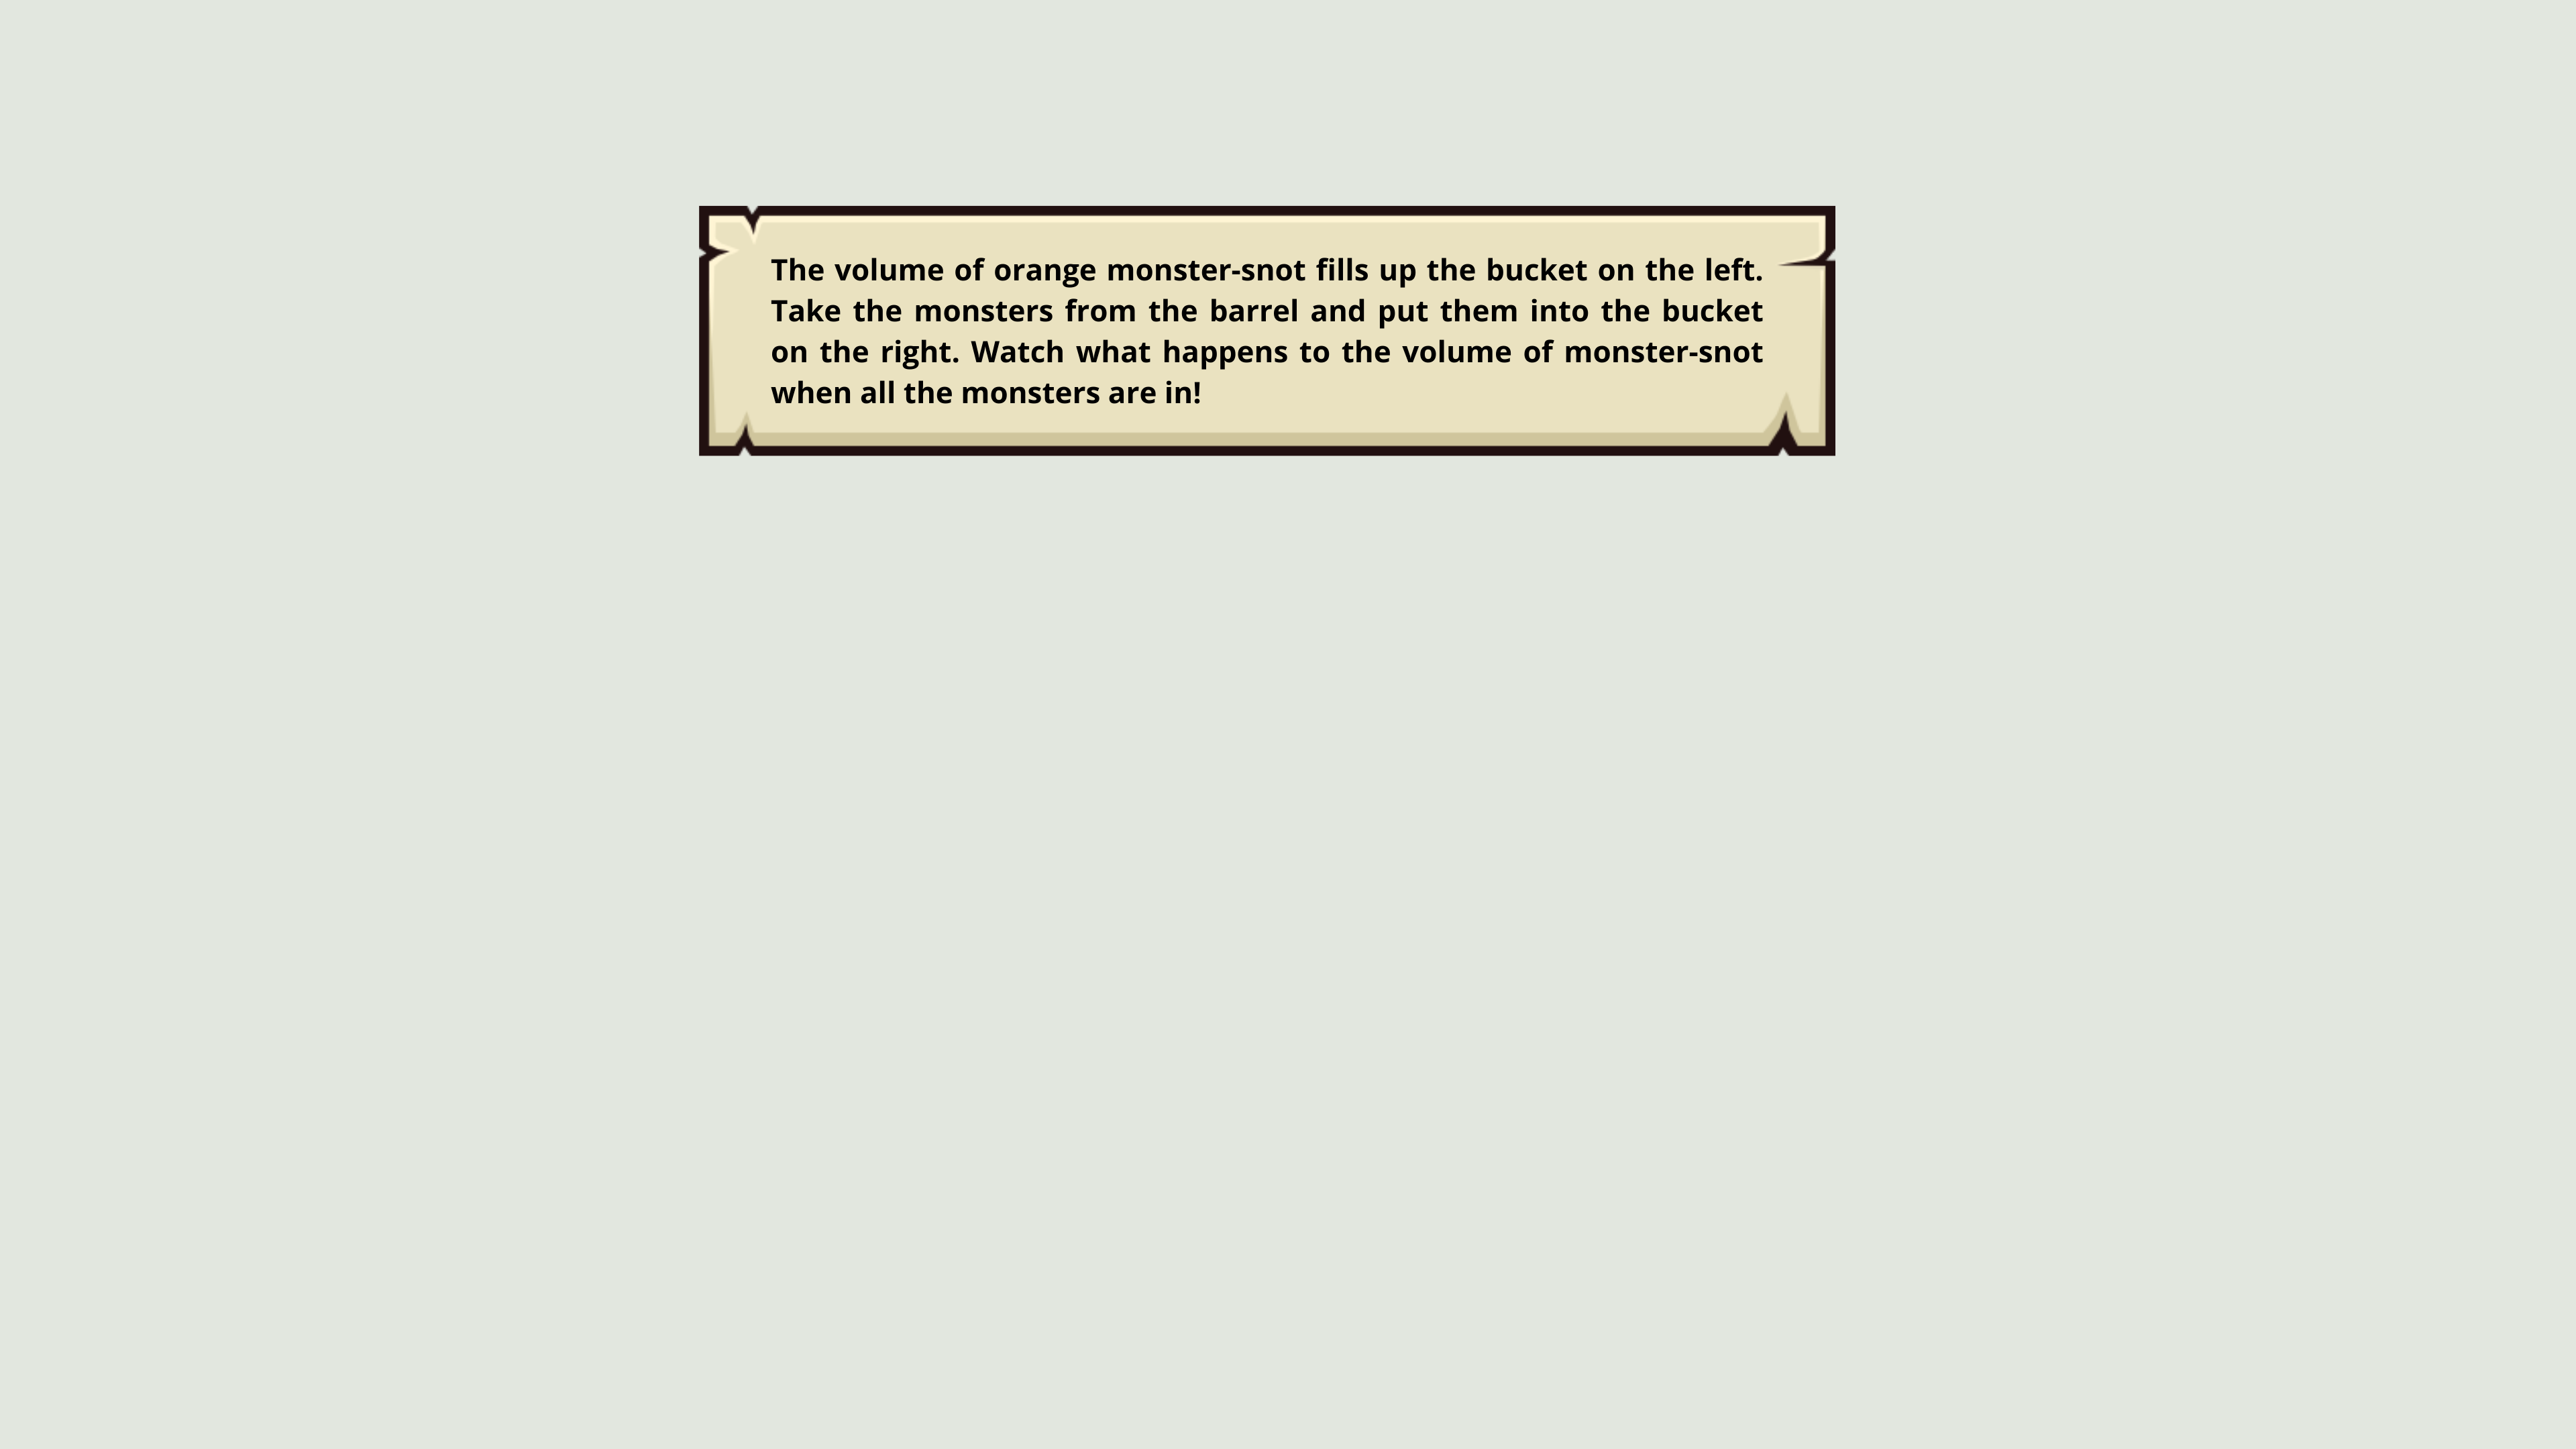 The volume of orange monster-snot fills up the bucket on the left.
Take the monsters from the barrel and put them into the bucket
on the right. Watch what happens to the volume of monster-snot
when all the monsters are in!